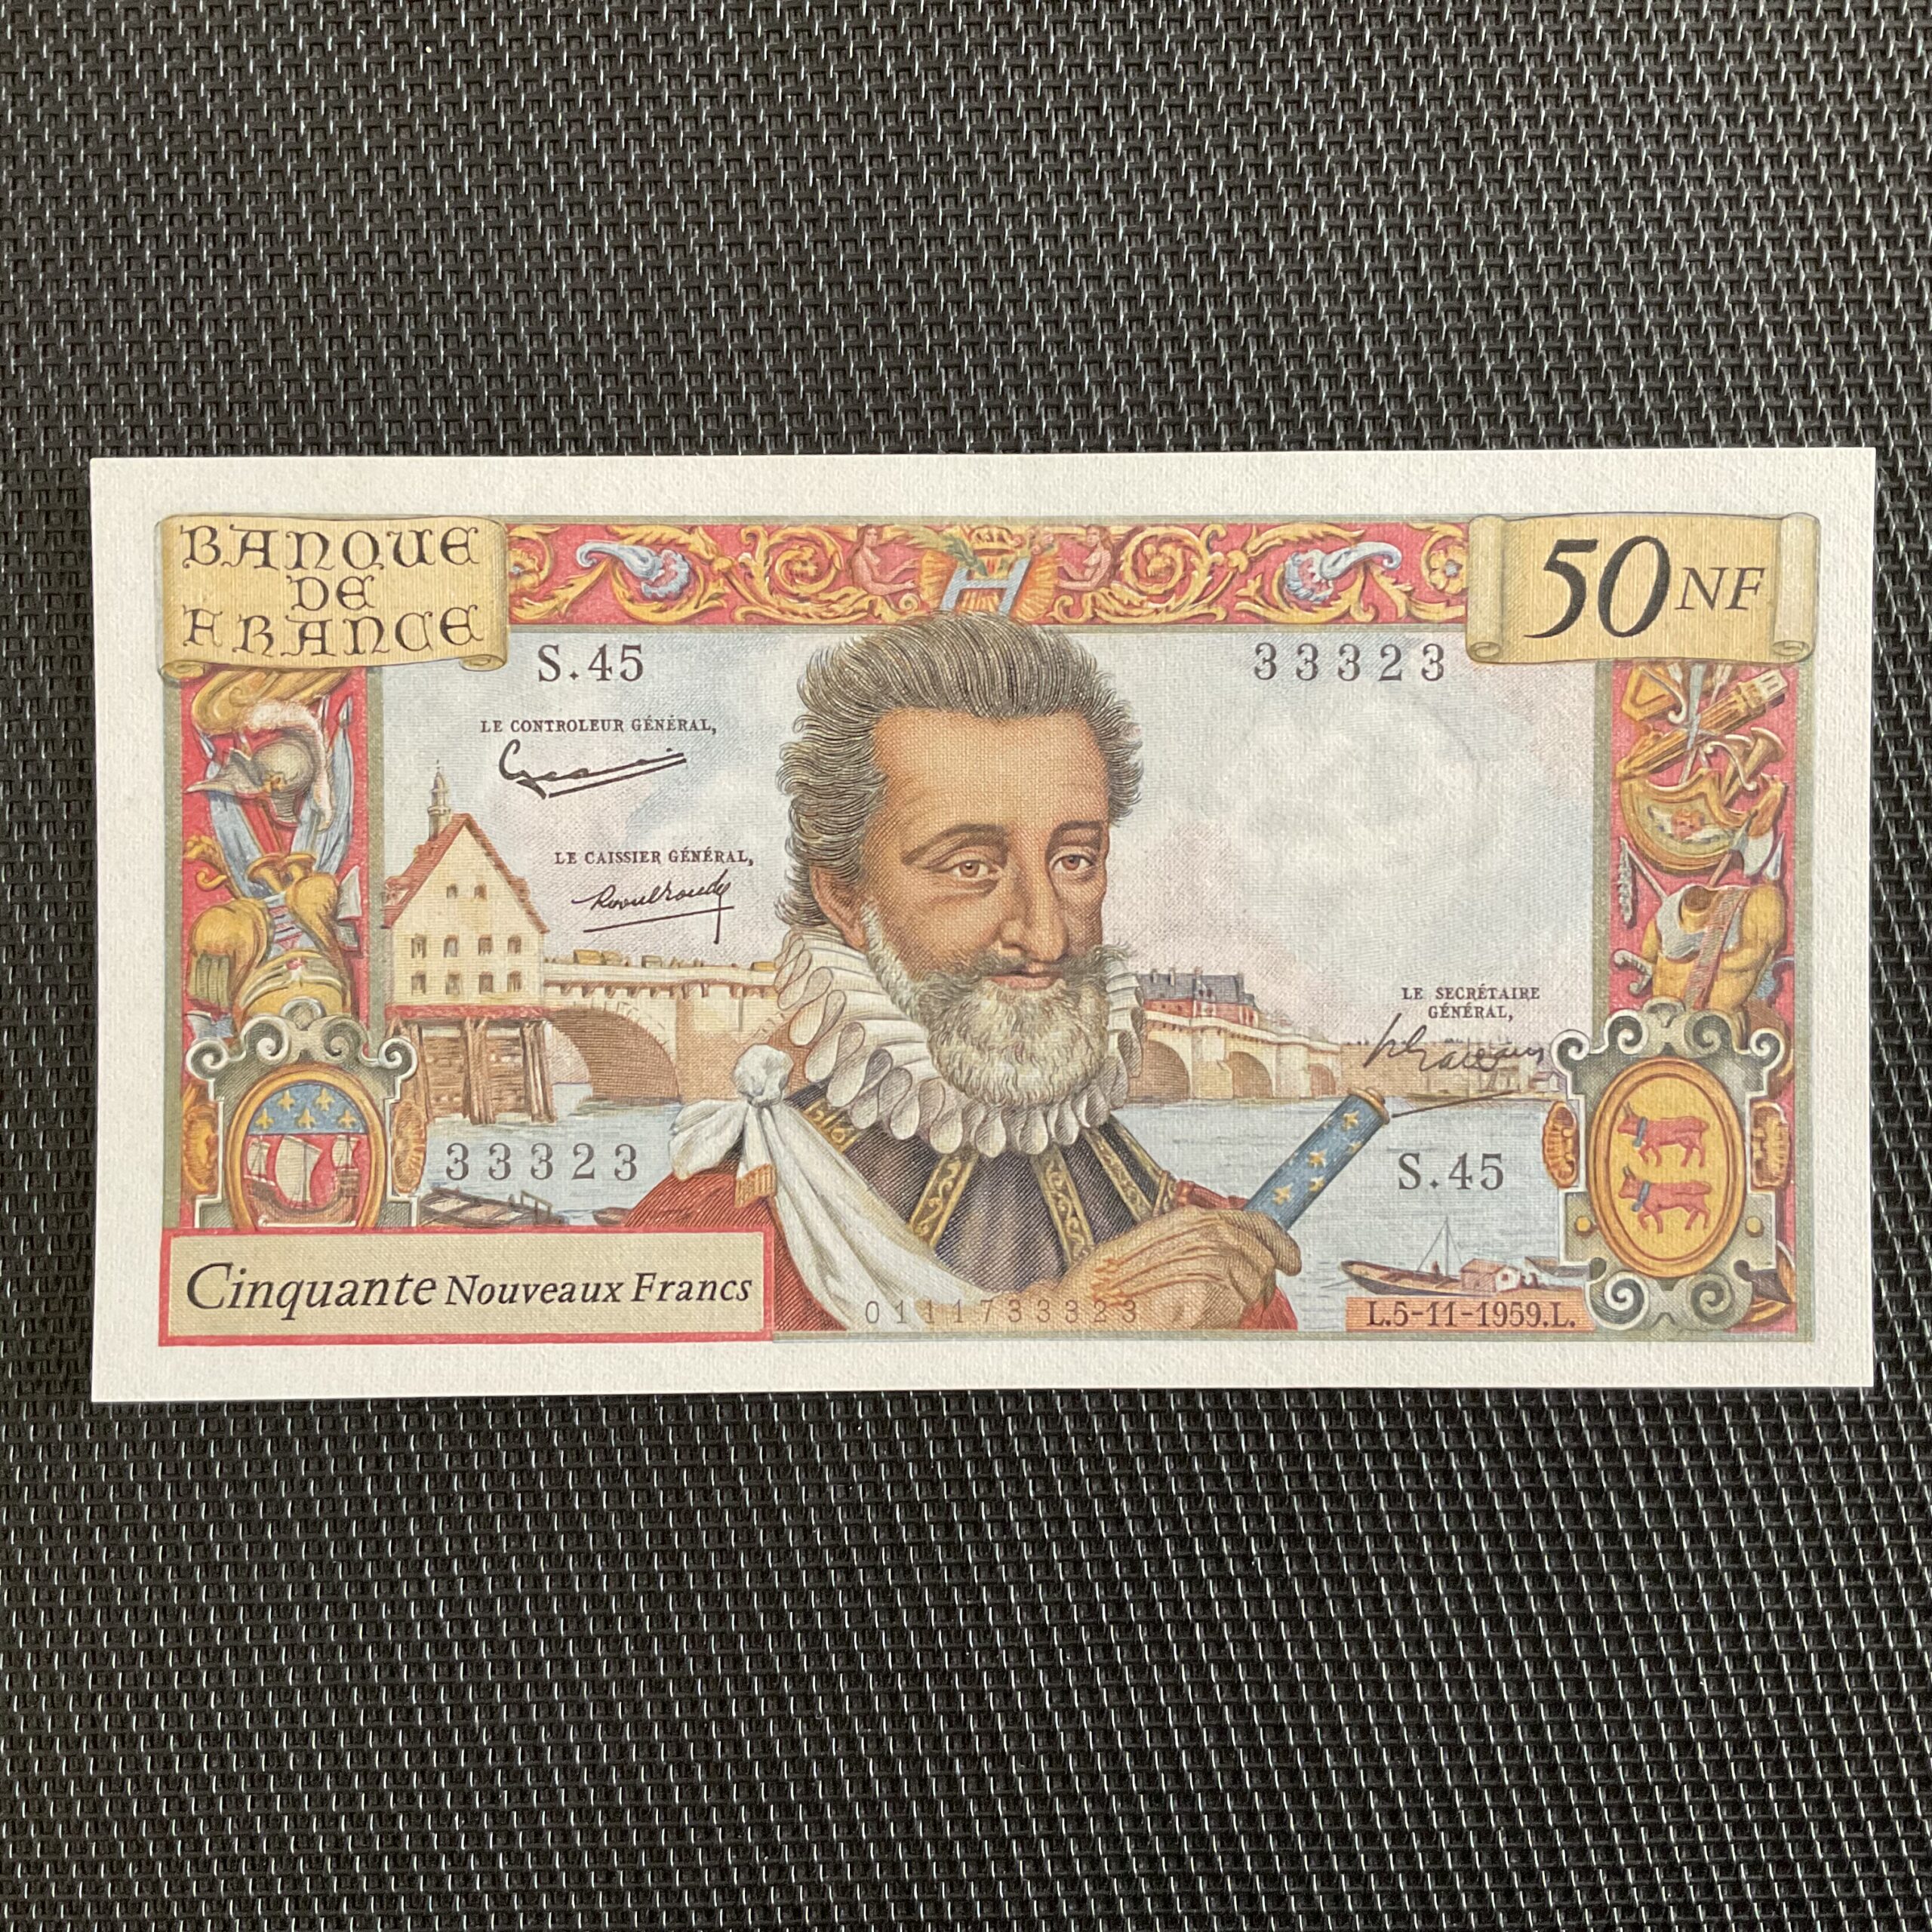 BANQUE
DE
FRANCE
50 NF
S.45
33323
LE CONTROLEUR GÉNÉRAL,
LE CAISSIER GÉNÉRAL,
LE SECRÉTAIRE
GÉNÉRAL,
33323
S.45
Cinquante Nouveaux Francs
0111733323
L.5-11-1959.L.